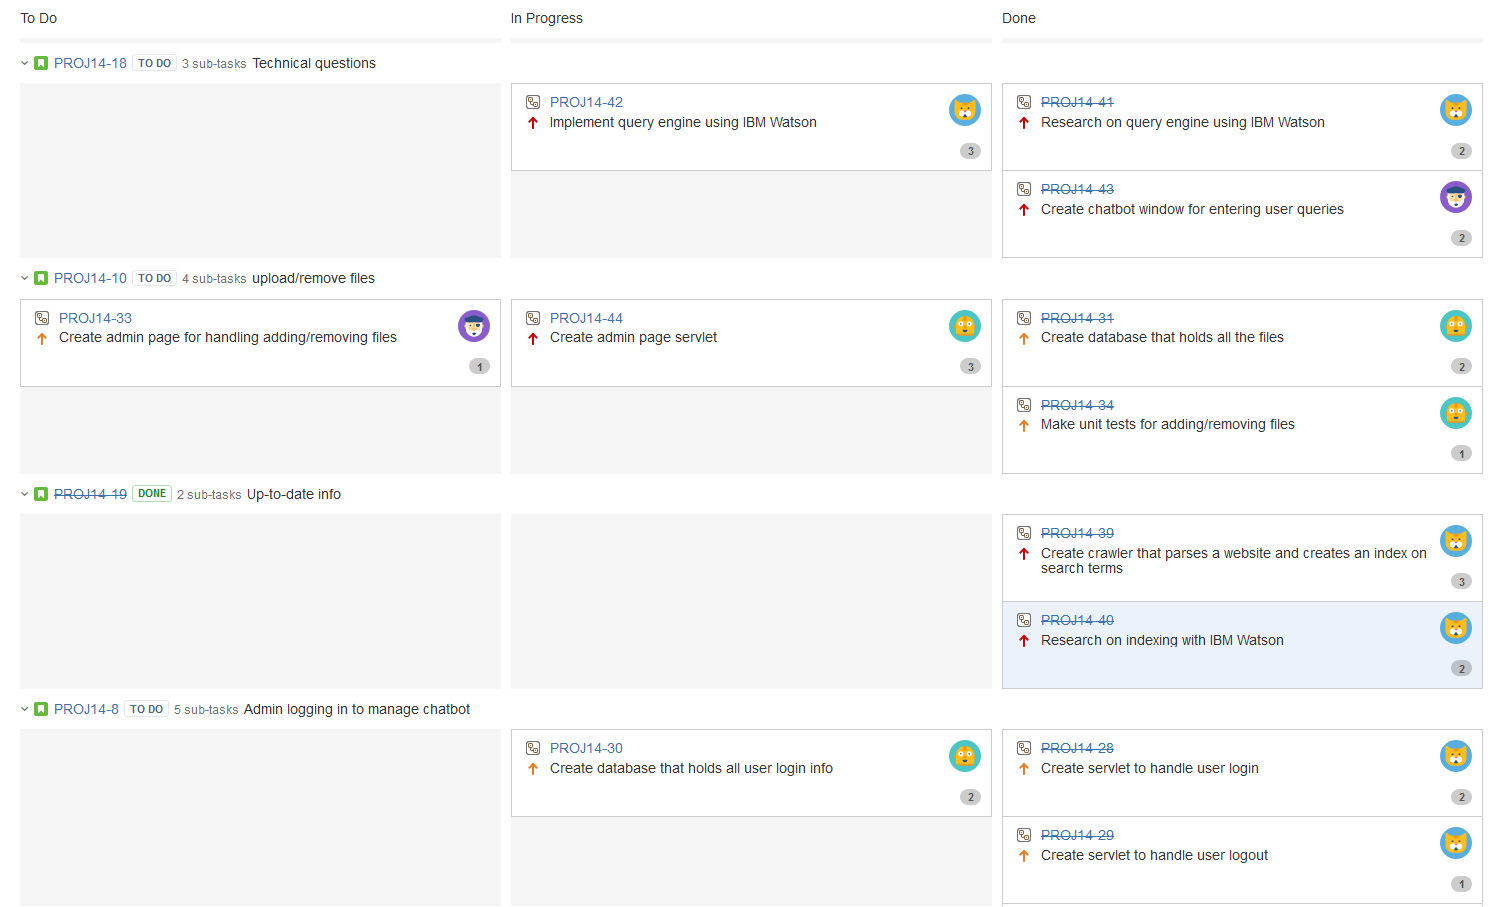 To Do
In Progress
Done
PROJ14-18 TO DO 3 sub-tasks Technical questions
PROJ14-42
Implement query engine using IBM Watson
3
PROJ14-41
Research on query engine using IBM Watson
2
PROJ14-43
Create chatbot window for entering user queries
2
PROJ14-10 TO DO 4 sub-tasks upload/remove files
PROJ14-33
Create admin page for handling adding/removing files
1
PROJ14-44
Create admin page servlet
3
PROJ14-31
Create database that holds all the files
2
PROJ14-34
Make unit tests for adding/removing files
1
PROJ14-19 DONE 2 sub-tasks Up-to-date info
PROJ14-39
Create crawler that parses a website and creates an index on
search terms
3
PROJ14-40
Research on indexing with IBM Watson
2
PROJ14-8 TO DO 5 sub-tasks Admin logging in to manage chatbot
PROJ14-30
Create database that holds all user login info
2
PROJ14-28
Create servlet to handle user login
2
PROJ14-29
Create servlet to handle user logout
1